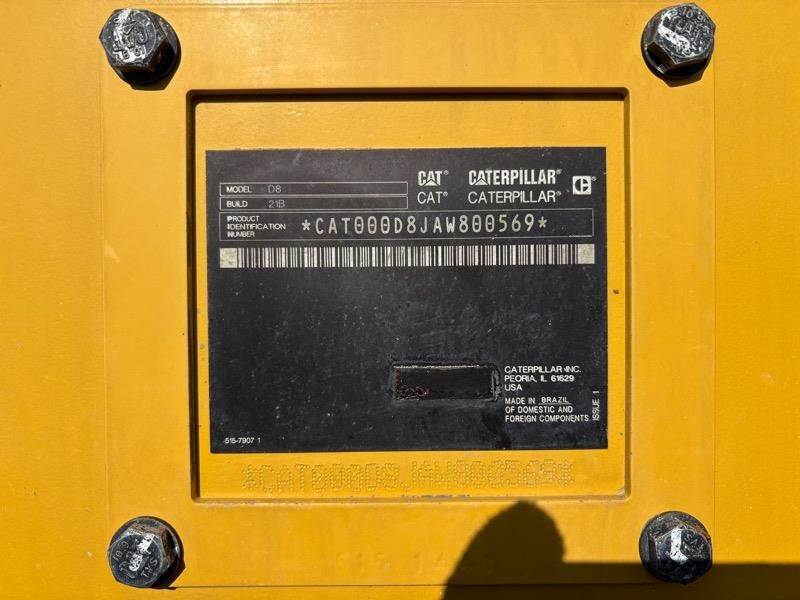 CAT® CATERPILLAR®
MODEL D8
CAT® CATERPILLAR®
BUILD 21B
PRODUCT IDENTIFICATION NUMBER
*CAT000D8JAW800569*
CATERPILLAR INC.
PEORIA, IL 61629
USA
MADE IN BRAZIL
OF DOMESTIC AND
FOREIGN COMPONENTS
ISSUE 1
515-7907 1
*CAT000D8JAW800569*